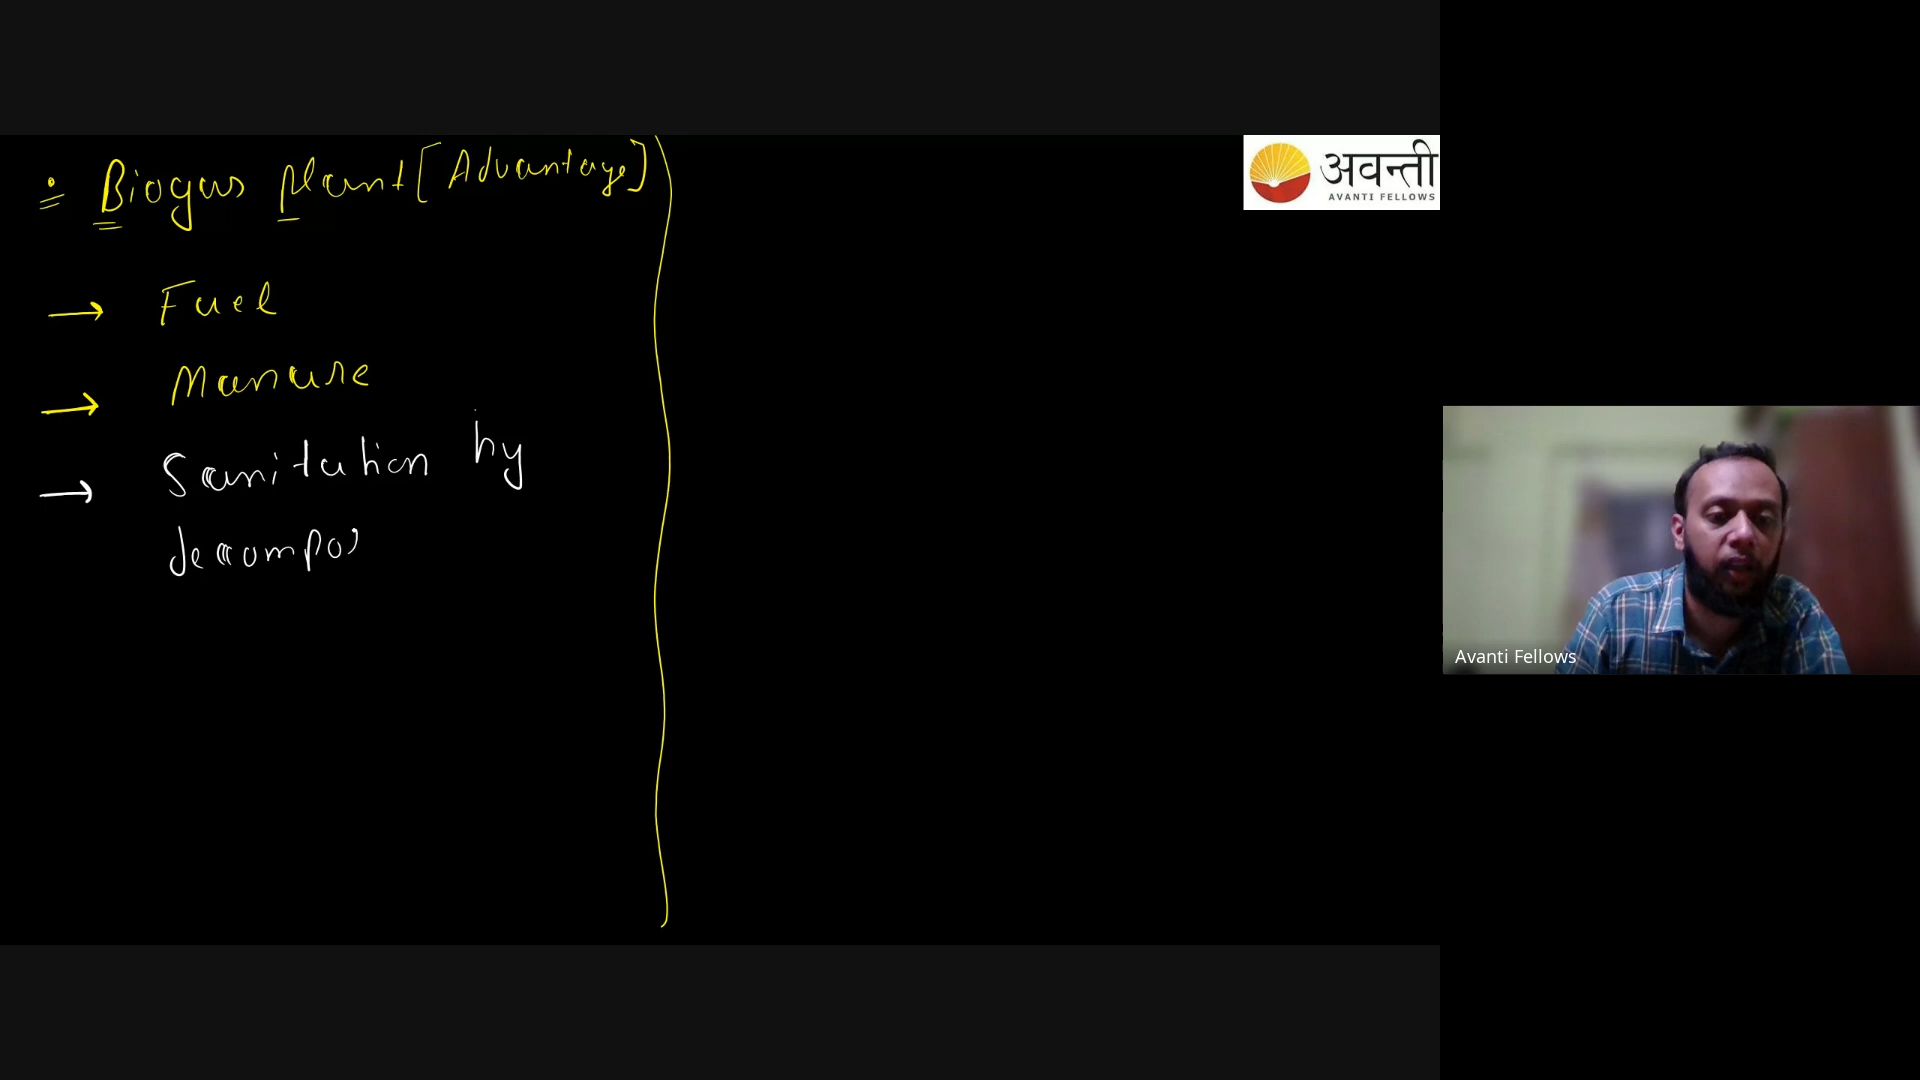 Biogas Plant [Advantage]
→ Fuel
→ Manure
→ Sanitation by
decompos
अवन्ती
AVANTI FELLOWS
Avanti Fellows